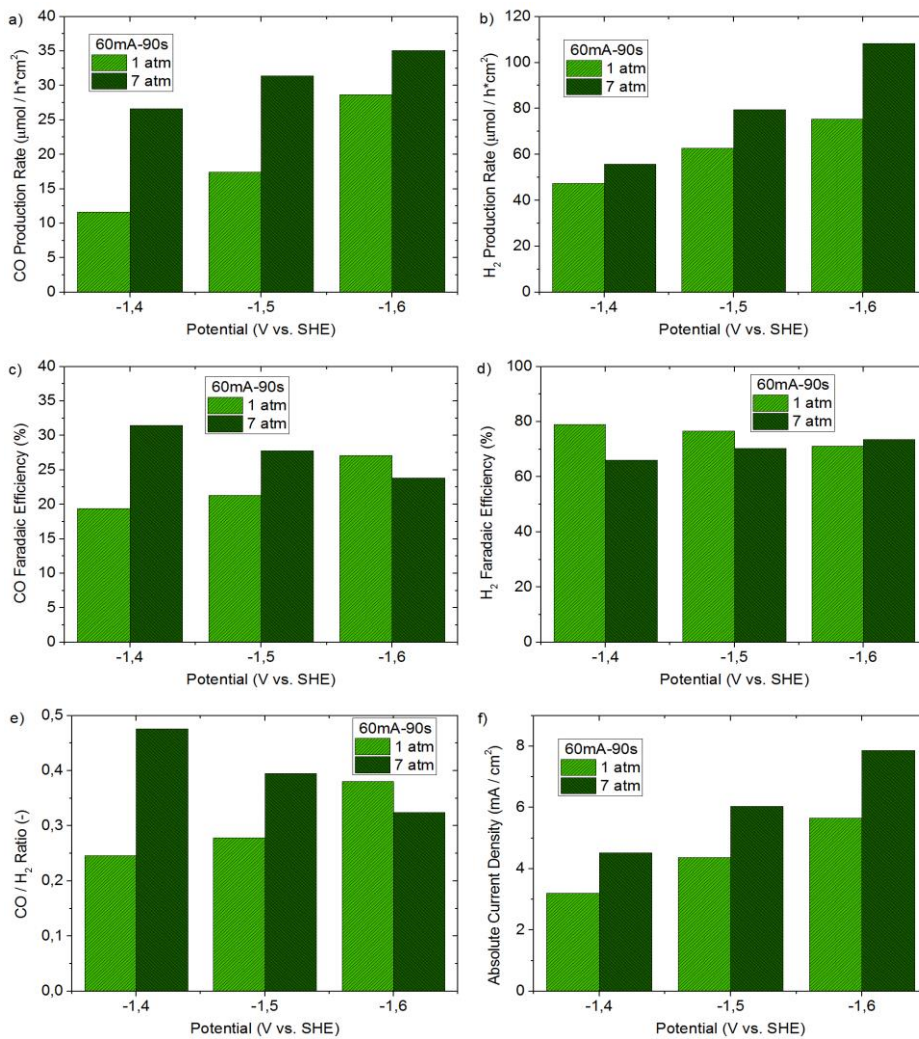 a)
CO Production Rate (µmol / h*cm²)
40
35
30
25
20
15
10
5
0
60mA-90s
1 atm
7 atm
-1,4
-1,5
-1,6
Potential (V vs. SHE)
b)
H₂ Production Rate (µmol / h*cm²)
120
100
80
60
40
20
0
60mA-90s
1 atm
7 atm
-1,4
-1,5
-1,6
Potential (V vs. SHE)
c)
CO Faradaic Efficiency (%)
40
35
30
25
20
15
10
5
0
60mA-90s
1 atm
7 atm
-1,4
-1,5
-1,6
Potential (V vs. SHE)
d)
H₂ Faradaic Efficiency (%)
100
80
60
40
20
0
60mA-90s
1 atm
7 atm
-1,4
-1,5
-1,6
Potential (V vs. SHE)
e)
CO / H₂ Ratio (-)
0,5
0,4
0,3
0,2
0,1
0,0
60mA-90s
1 atm
7 atm
-1,4
-1,5
-1,6
Potential (V vs. SHE)
f)
Absolute Current Density (mA / cm²)
8
6
4
2
0
60mA-90s
1 atm
7 atm
-1,4
-1,5
-1,6
Potential (V vs. SHE)